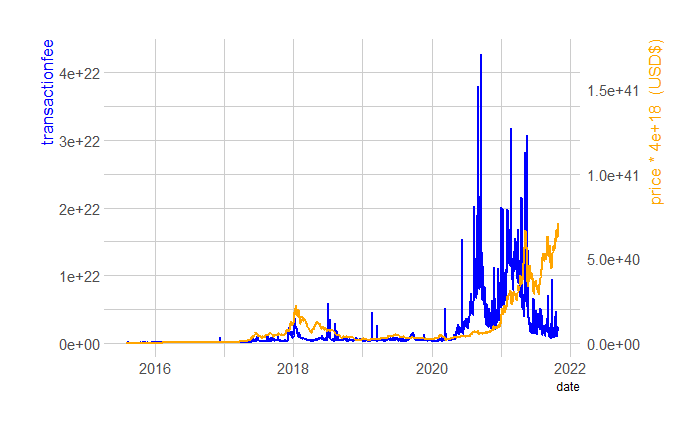 transactionfee
4e+22
3e+22
2e+22
1e+22
0e+00
price * 4e+18 (USD$)
1.5e+41
1.0e+41
5.0e+40
0.0e+00
2016
2018
2020
2022
date